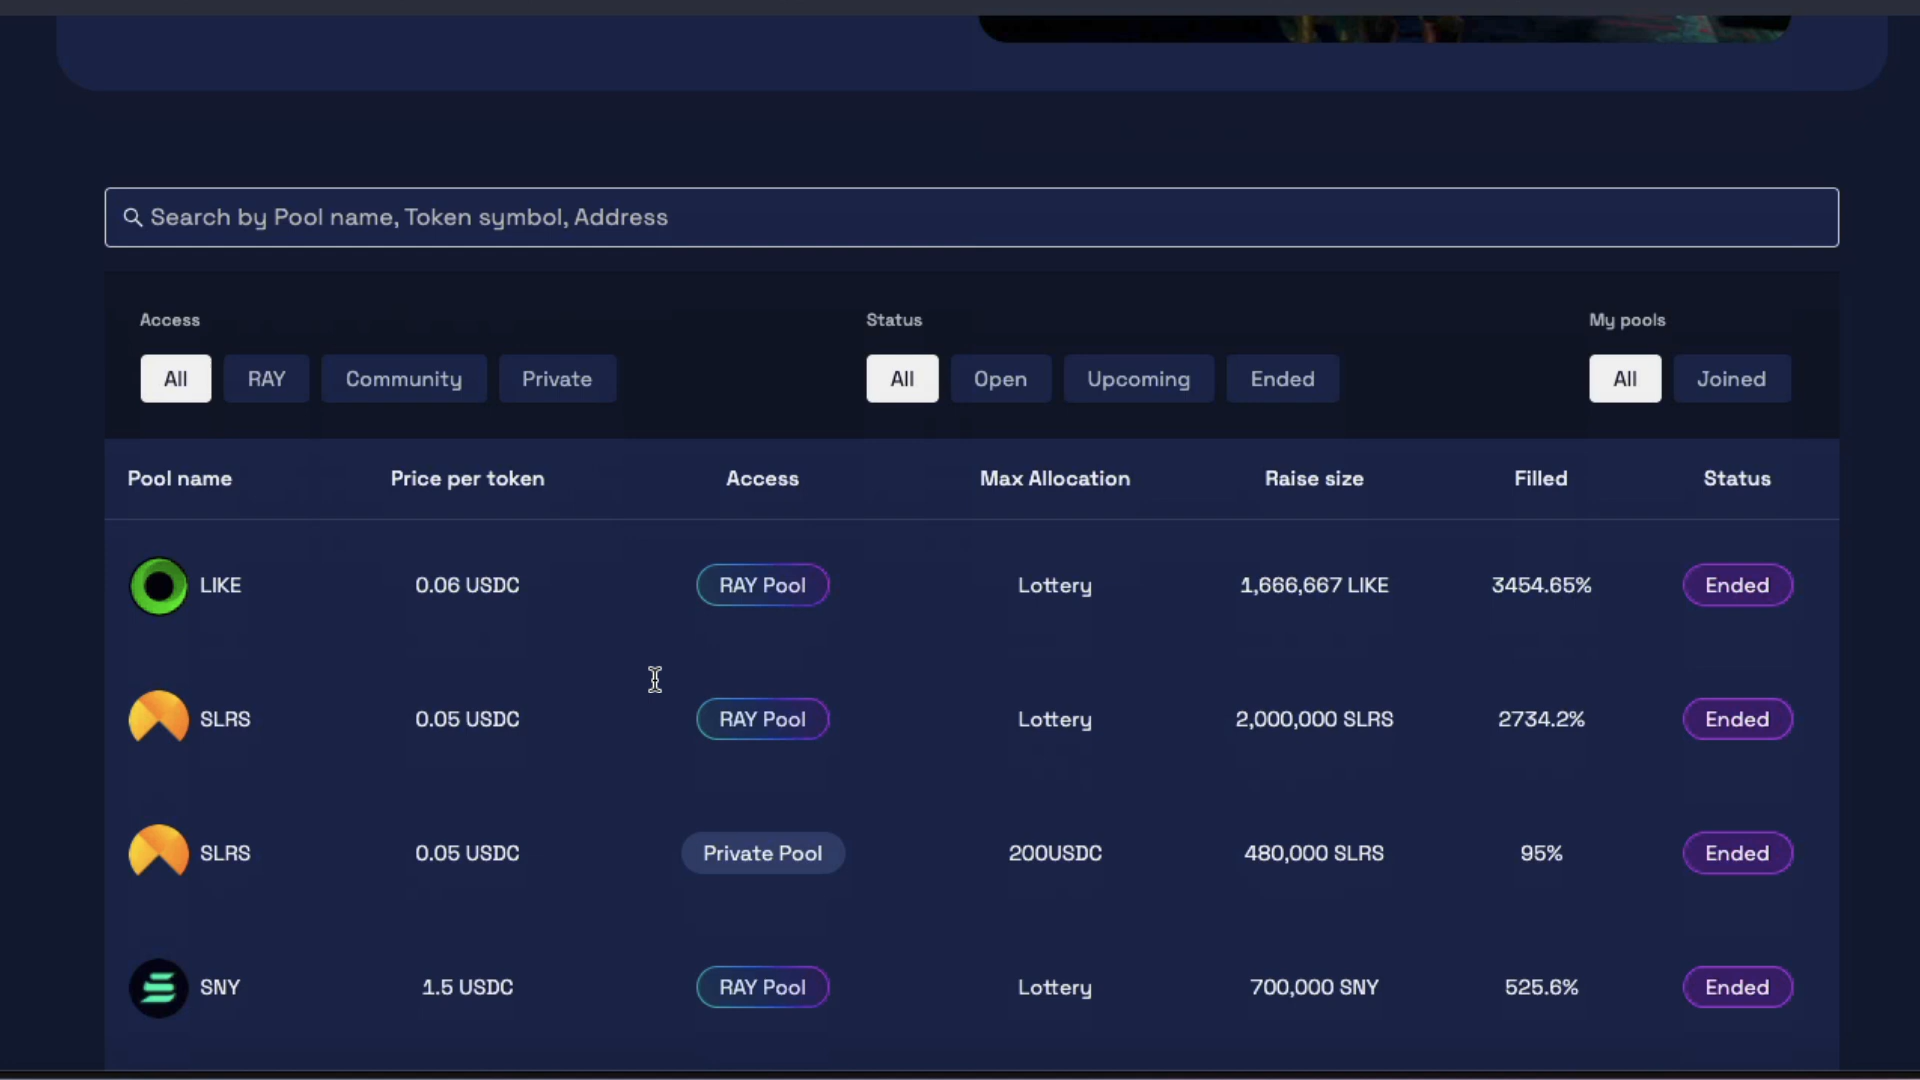 Search by Pool name, Token symbol, Address
Access Status My pools
All RAY Community Private All Open Upcoming Ended All Joined
Pool name Price per token Access Max Allocation Raise size Filled Status
LIKE 0.06 USDC RAY Pool Lottery 1,666,667 LIKE 3454.65% Ended
SLRS 0.05 USDC RAY Pool Lottery 2,000,000 SLRS 2734.2% Ended
SLRS 0.05 USDC Private Pool 200USDC 480,000 SLRS 95% Ended
SNY 1.5 USDC RAY Pool Lottery 700,000 SNY 525.6% Ended